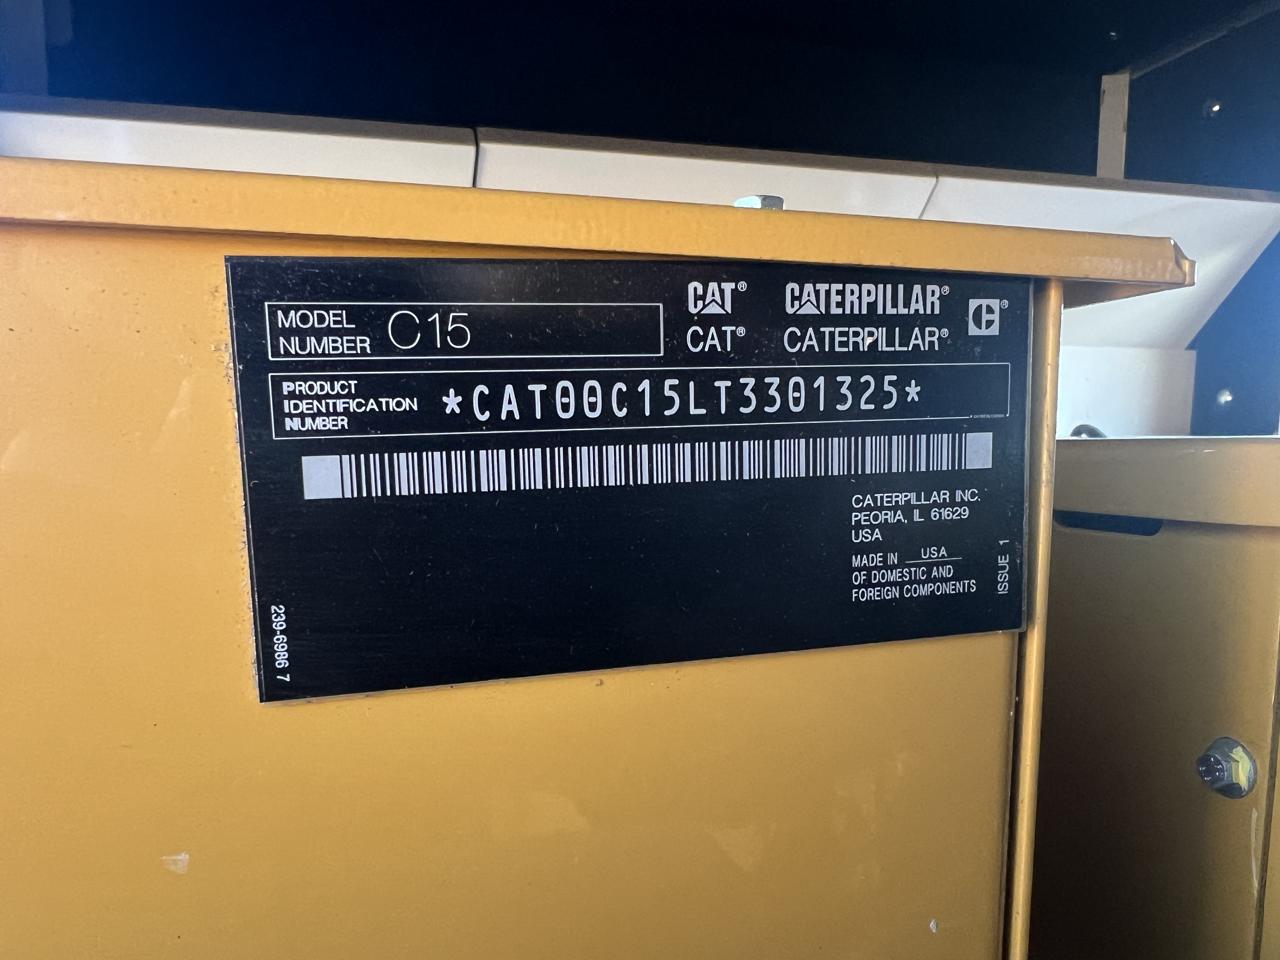 MODEL NUMBER C15
CAT® CATERPILLAR®
CAT® CATERPILLAR®
PRODUCT IDENTIFICATION NUMBER *CAT00C15LT3301325*
CATERPILLAR INC.
PEORIA, IL 61629
USA
MADE IN USA
OF DOMESTIC AND
FOREIGN COMPONENTS
ISSUE 1
239-6986 7